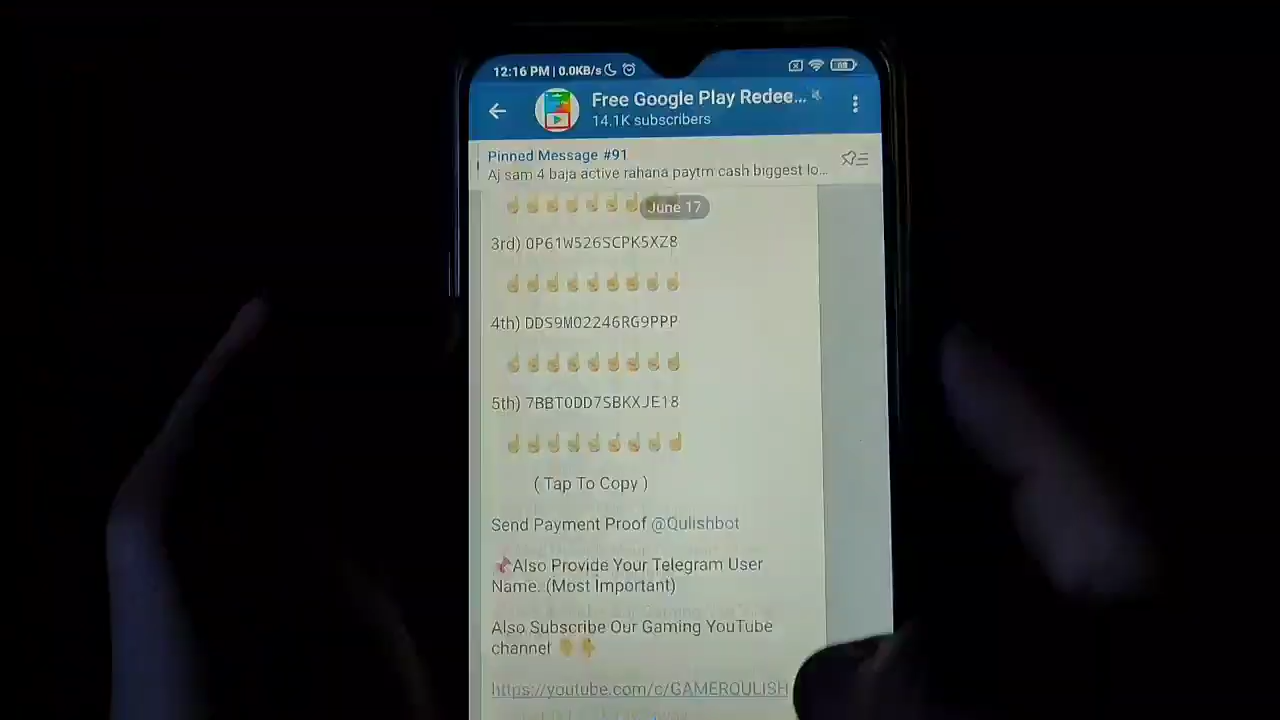 12:16 PM | 0.0KB/s
68
Free Google Play Redee...
14.1K subscribers
Pinned Message #91
Aj sam 4 baja active rahana paytm cash biggest lo...
June 17
3rd) 0P61W526SCPK5XZ8
4th) DDS9M02246RG9PPP
5th) 7BBT0DD7SBKXJE18
( Tap To Copy )
Send Payment Proof @Qulishbot
Also Provide Your Telegram User
Name. (Most Important)
Also Subscribe Our Gaming YouTube
channel
https://youtube.com/c/GAMERQULISH